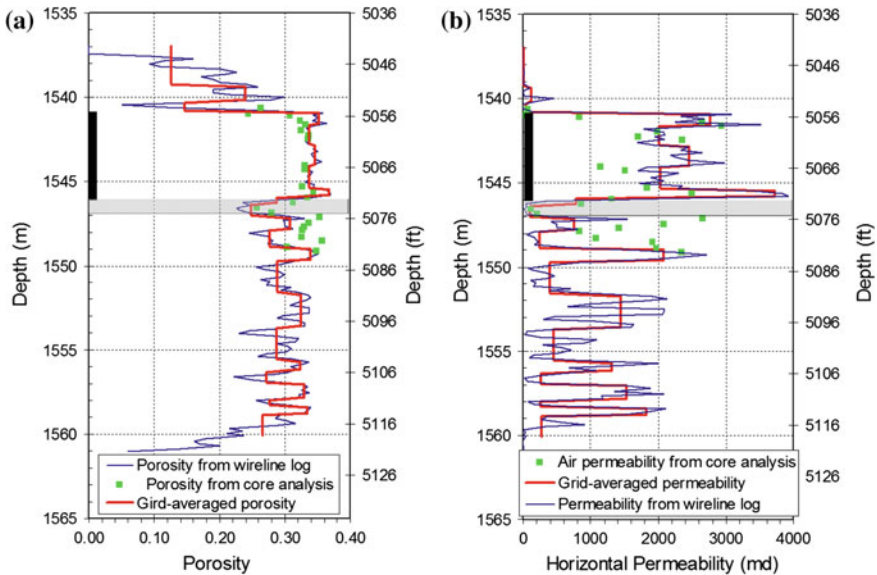 (a)
1535
1540
1545
1550
1555
1560
1565
Depth (m)
5036
5046
5056
5066
5076
5086
5096
5106
5116
5126
Depth (ft)
Porosity from wireline log
Porosity from core analysis
Gird-averaged porosity
0.00 0.10 0.20 0.30 0.40
Porosity
(b)
1535
1540
1545
1550
1555
1560
1565
Depth (m)
5036
5046
5056
5066
5076
5086
5096
5106
5116
5126
Depth (ft)
Air permeability from core analysis
Grid-averaged permeability
Permeability from wireline log
0 1000 2000 3000 4000
Horizontal Permeability (md)